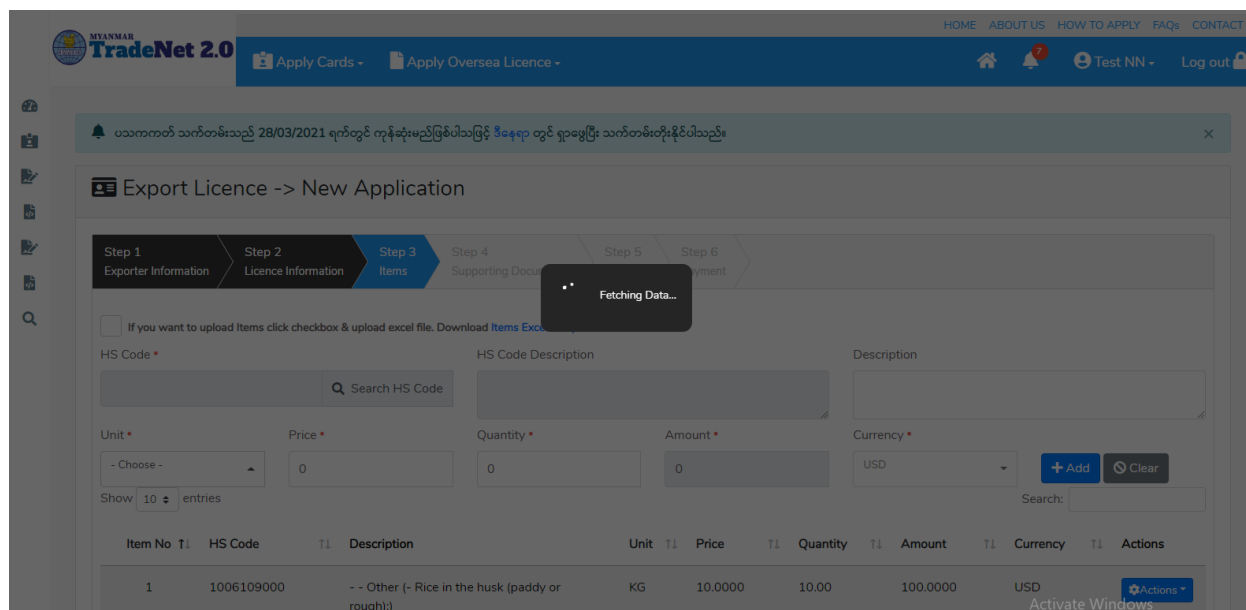 HOME ABOUT US HOW TO APPLY FAQs CONTACT
MYANMAR
TradeNet 2.0
Apply Cards
Apply Oversea Licence
7
Test NN
Log out
ပသကကတ် သက်တမ်းသည် 28/03/2021 ရက်တွင် ကုန်ဆုံးမည်ဖြစ်ပါသဖြင့် ဒီနေရာ တွင် ရှာဖွေပြီး သက်တမ်းတိုးနိုင်ပါသည်။
Export Licence -> New Application
Step 1 Step 2 Step 3 Step 4 Step 5 Step 6
Exporter Information Licence Information Items Supporting
Fetching Data...
If you want to upload Items click checkbox & upload excel file. Download Items
HS Code * HS Code Description Description
Search HS Code
Unit * Price * Quantity * Amount * Currency *
- Choose - 0 0 0 USD Add Clear
Show 10 entries Search:
Item No HS Code Description Unit Price Quantity Amount Currency Actions
1 1006109000 - - Other (- Rice in the husk (paddy or KG 10.0000 10.00 100.0000 USD Actions
rough):)
Activate Windows